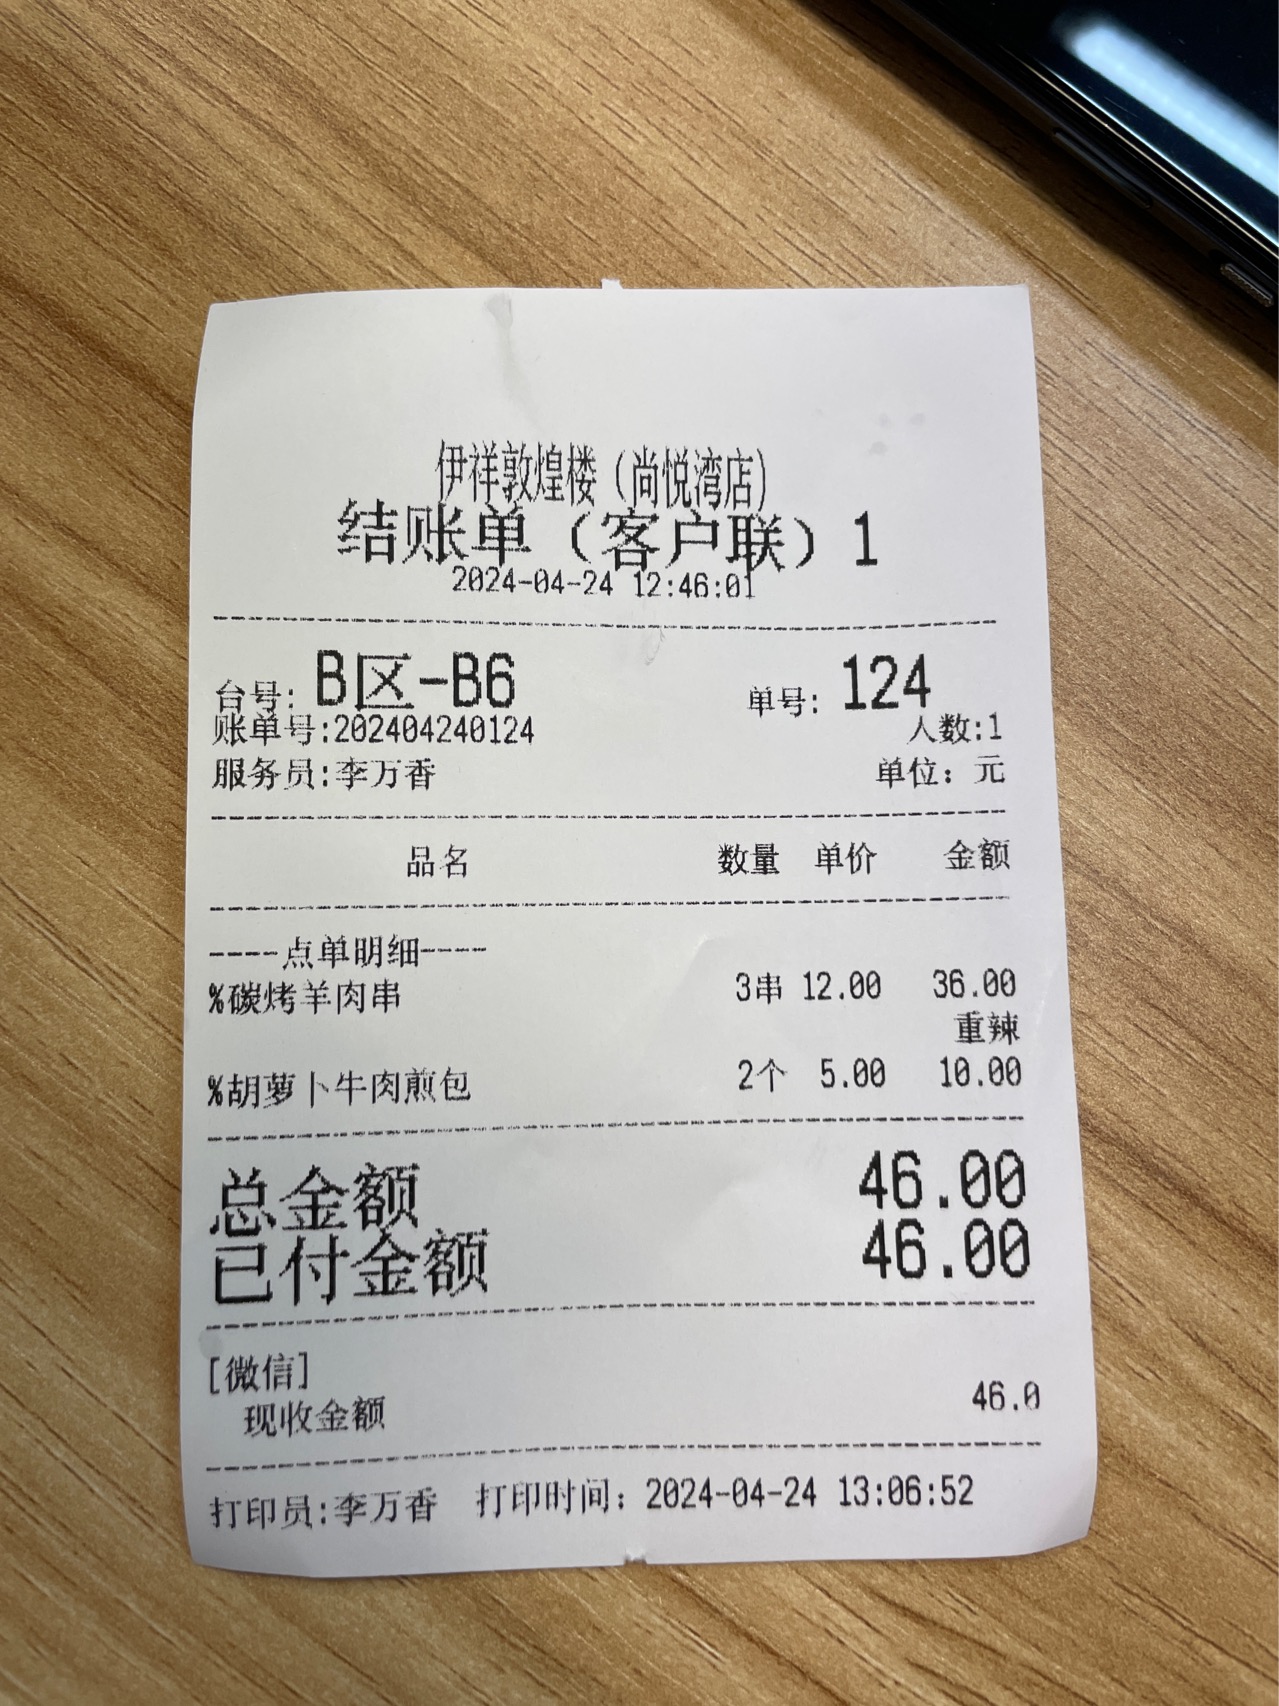 伊祥敦煌楼（尚悦湾店）
结账单（客户联）1
2024-04-24 12:46:01
台号: B区-B6 单号: 124
账单号:202404240124 人数:1
服务员:李万香 单位: 元
品名 数量 单价 金额
----点单明细----
%碳烤羊肉串 3串 12.00 36.00
重辣
%胡萝卜牛肉煎包 2个 5.00 10.00
总金额 46.00
已付金额 46.00
[微信]
现收金额 46.0
打印员:李万香 打印时间: 2024-04-24 13:06:52